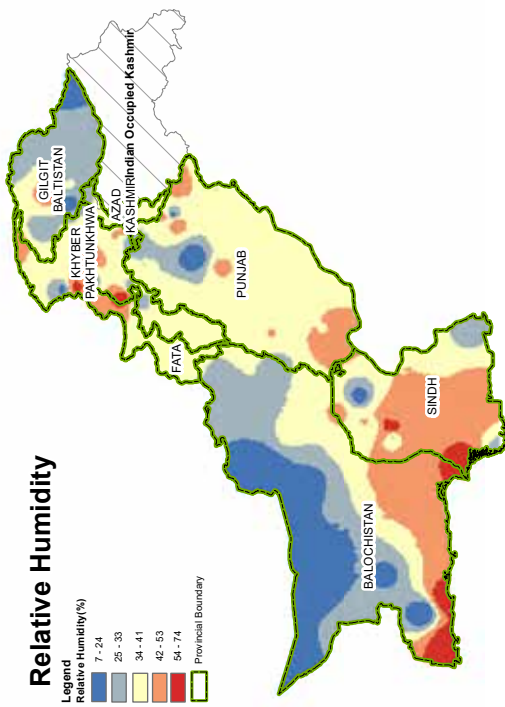 Relative Humidity
Legend
Relative Humidity(%)
7 - 24
25 - 33
34 - 41
42 - 53
54 - 74
Provincial Boundary
GILGIT
BALTISTAN
KHYBER
PAKHTUNKHWA
AZAD
KASHMIR
Indian Occupied Kashmir
FATA
PUNJAB
BALOCHISTAN
SINDH